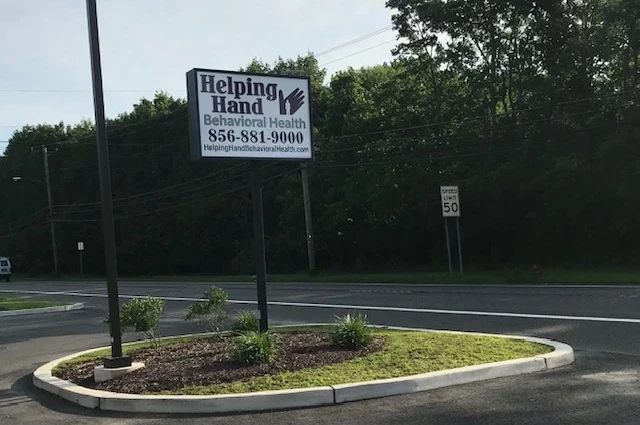 Helping
Hand
Behavioral Health
856-881-9000
HelpingHandBehavioralHealth.com
SPEED
LIMIT
50